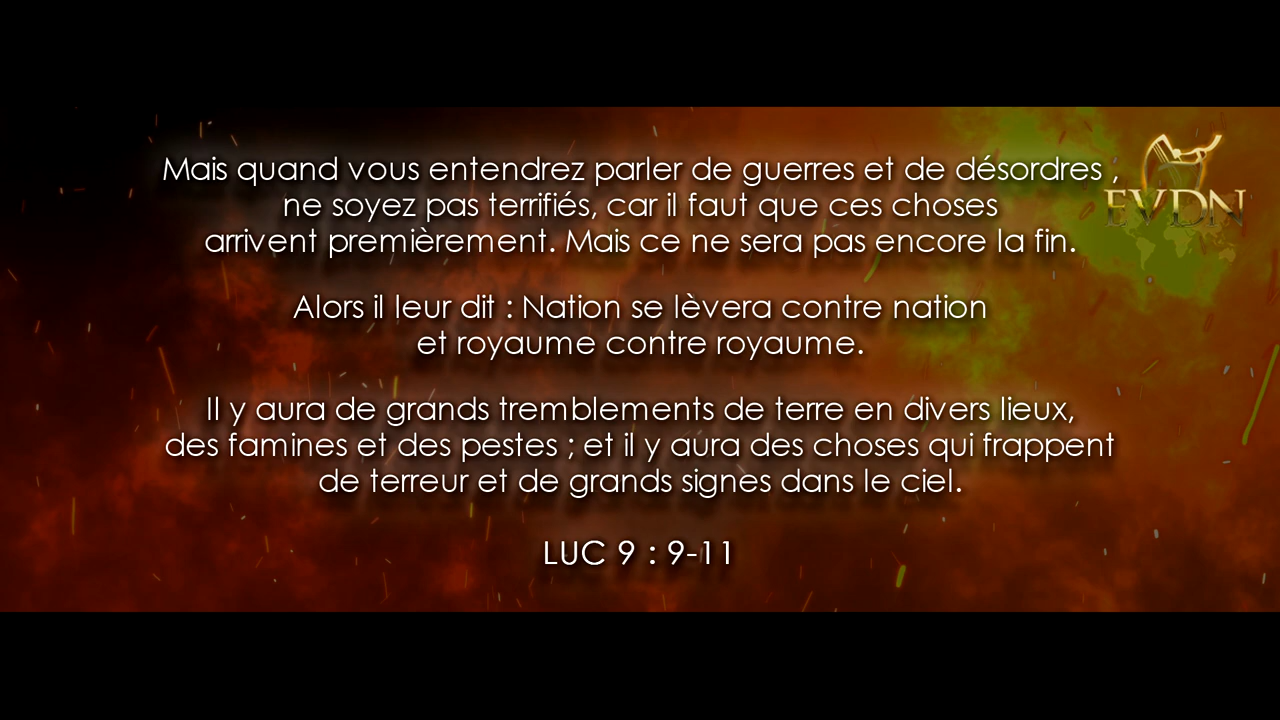 Mais quand vous entendrez parler de guerres et de désordres ,
ne soyez pas terrifiés, car il faut que ces choses
arrivent premièrement. Mais ce ne sera pas encore la fin.
Alors il leur dit : Nation se lèvera contre nation
et royaume contre royaume.
Il y aura de grands tremblements de terre en divers lieux,
des famines et des pestes ; et il y aura des choses qui frappent
de terreur et de grands signes dans le ciel.
LUC 9 : 9-11
EVDN